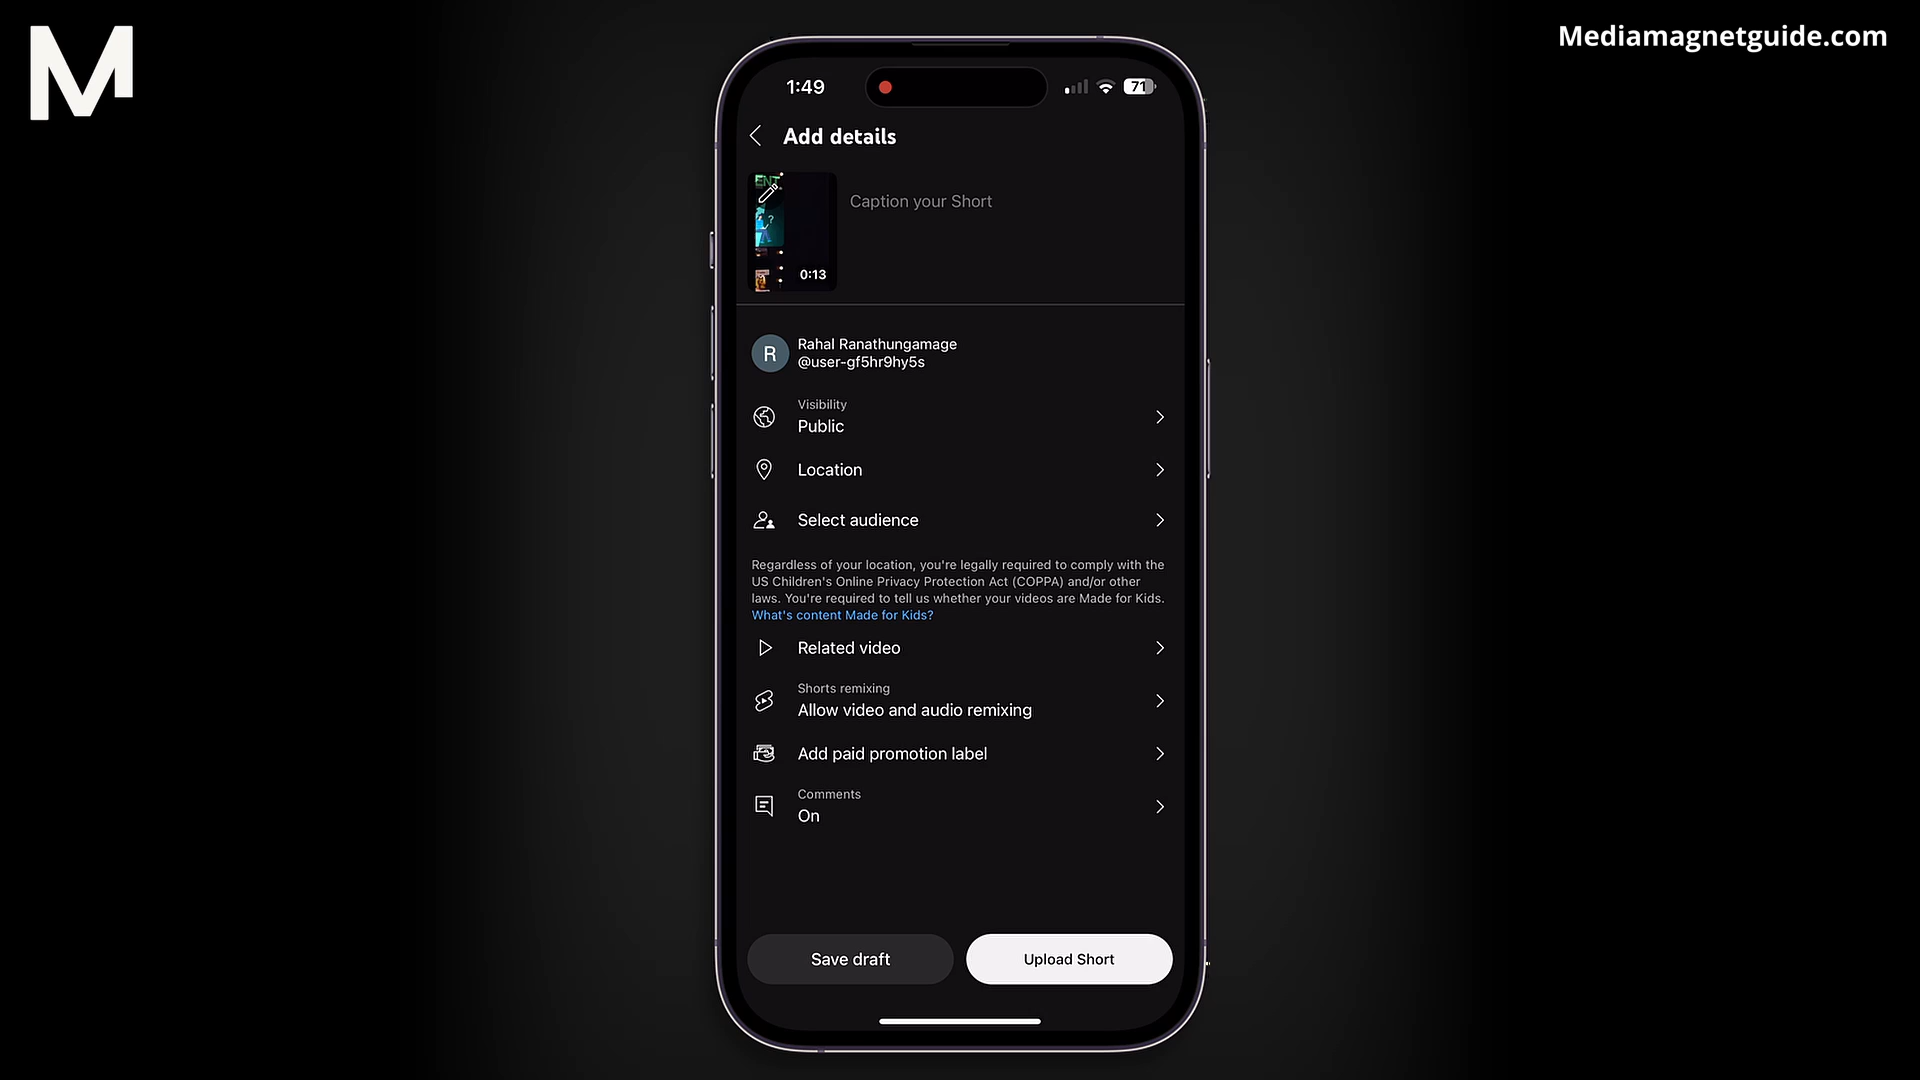 M
Mediamagnetguide.com
1:49
71
Add details
ENT
?
Caption your Short
0:13
R
Rahal Ranathungamage
@user-gf5hr9hy5s
Visibility
Public
Location
Select audience
Regardless of your location, you're legally required to comply with the
US Children's Online Privacy Protection Act (COPPA) and/or other
laws. You're required to tell us whether your videos are Made for Kids.
What's content Made for Kids?
Related video
Shorts remixing
Allow video and audio remixing
Add paid promotion label
Comments
On
Save draft
Upload Short